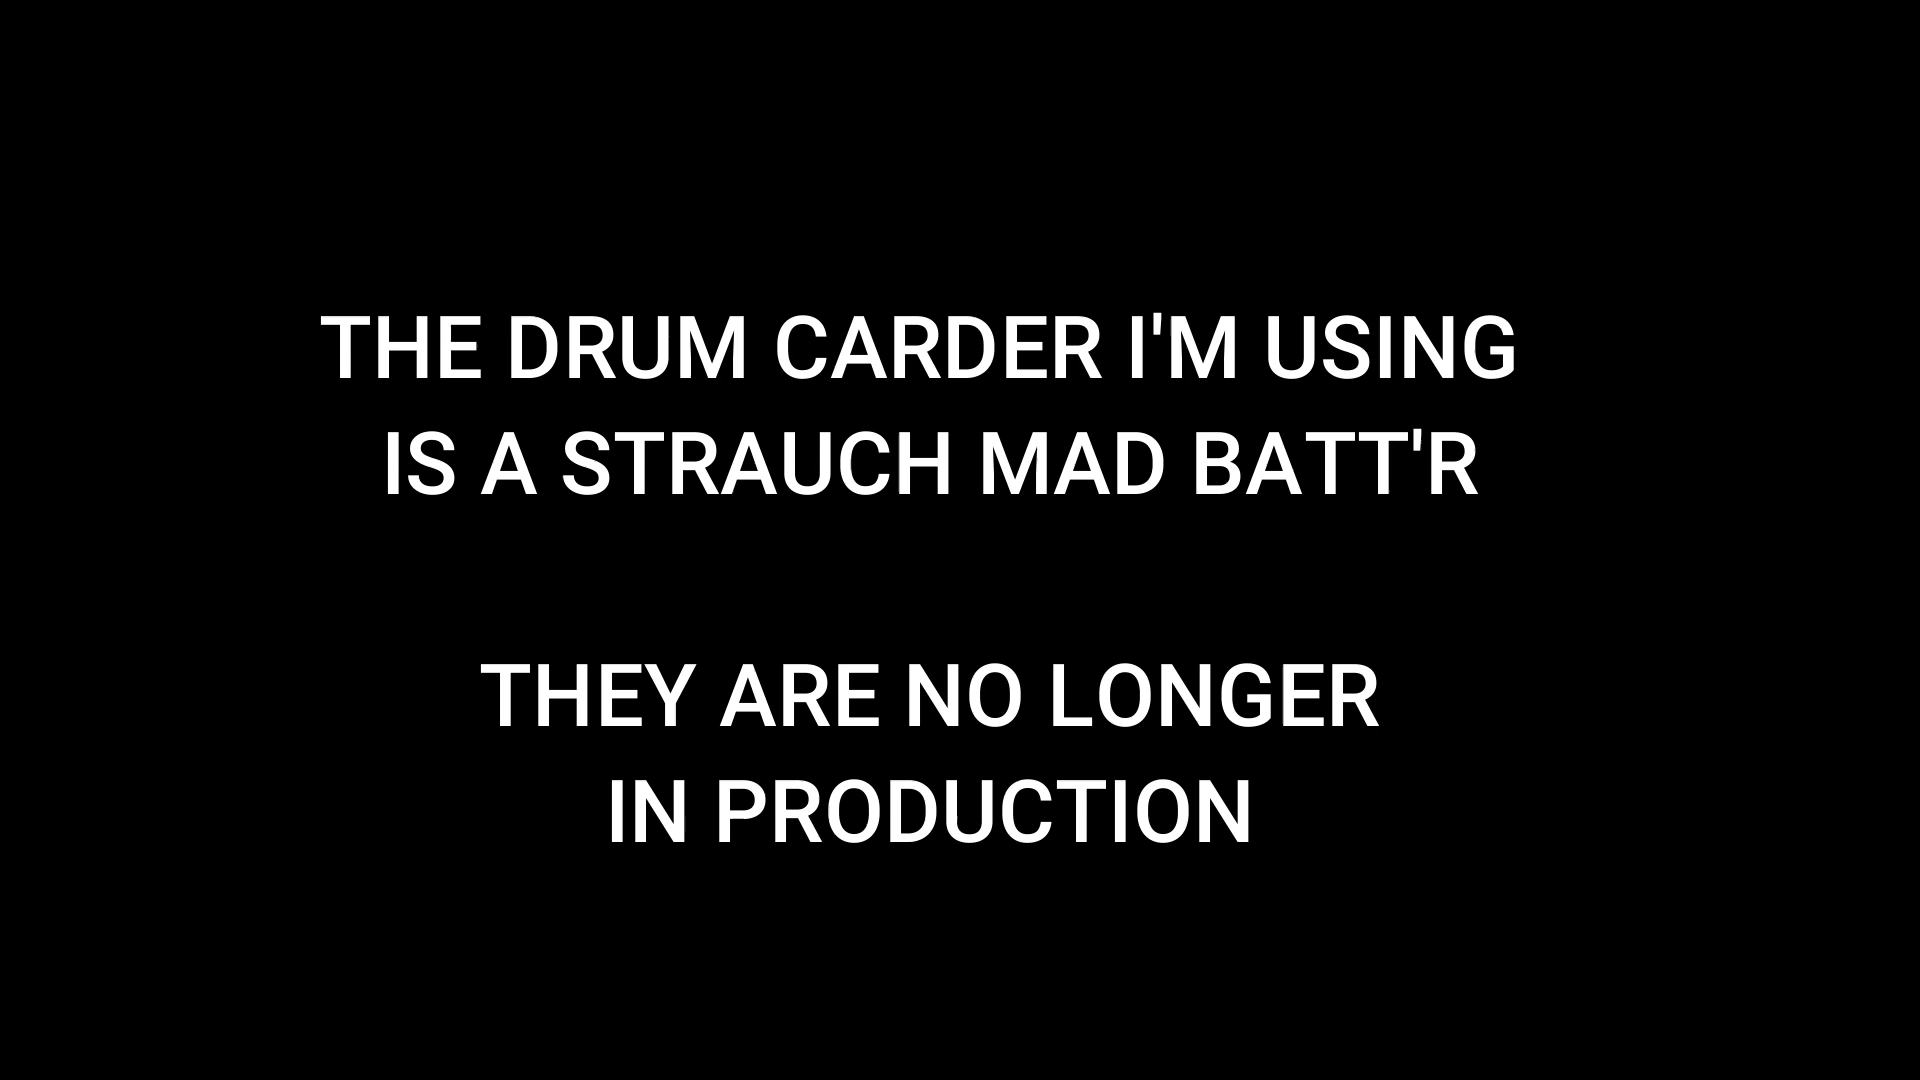 THE DRUM CARDER I'M USING
IS A STRAUCH MAD BATT'R
THEY ARE NO LONGER
IN PRODUCTION